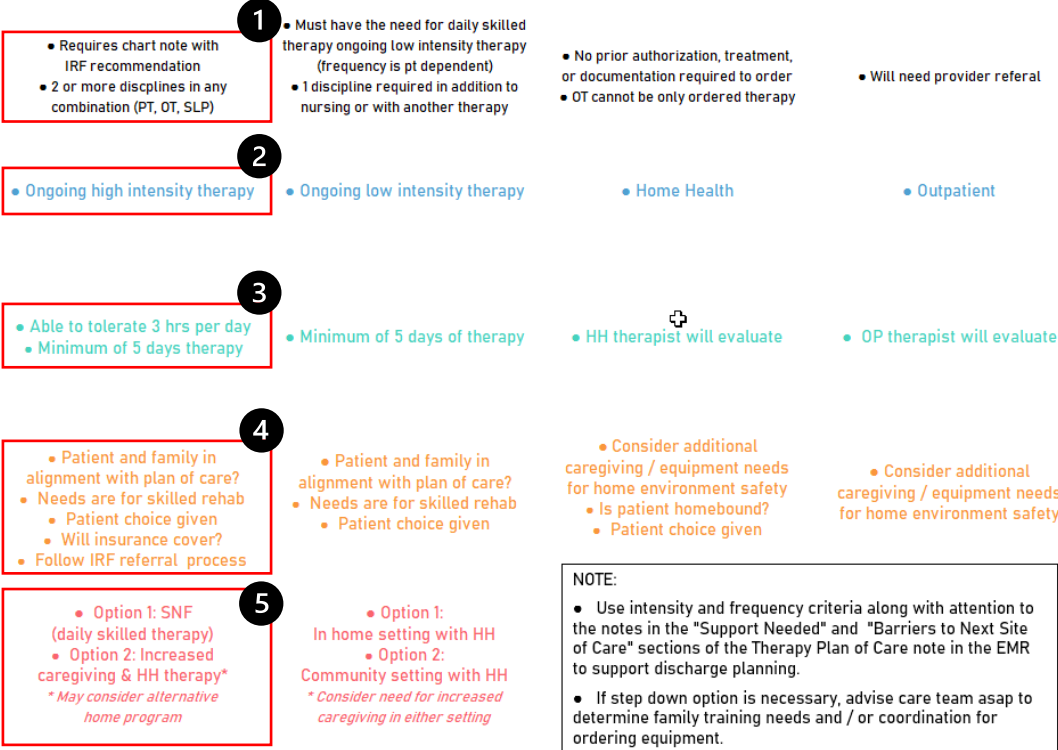 1
● Requires chart note with
IRF recommendation
● 2 or more discplines in any
combination (PT, OT, SLP)
● Must have the need for daily skilled
therapy ongoing low intensity therapy
(frequency is pt dependent)
● 1 discipline required in addition to
nursing or with another therapy
● No prior authorization, treatment,
or documentation required to order
● OT cannot be only ordered therapy
● Will need provider referal
2
● Ongoing high intensity therapy
● Ongoing low intensity therapy
● Home Health
● Outpatient
3
● Able to tolerate 3 hrs per day
● Minimum of 5 days therapy
● Minimum of 5 days of therapy
● HH therapist will evaluate
● OP therapist will evaluate
4
● Patient and family in
alignment with plan of care?
● Needs are for skilled rehab
● Patient choice given
● Will insurance cover?
● Follow IRF referral process
● Patient and family in
alignment with plan of care?
● Needs are for skilled rehab
● Patient choice given
● Consider additional
caregiving / equipment needs
for home environment safety
● Is patient homebound?
● Patient choice given
● Consider additional
caregiving / equipment needs
for home environment safety
5
● Option 1: SNF
(daily skilled therapy)
● Option 2: Increased
caregiving & HH therapy*
* May consider alternative
home program
● Option 1:
In home setting with HH
● Option 2:
Community setting with HH
* Consider need for increased
caregiving in either setting
NOTE:
● Use intensity and frequency criteria along with attention to
the notes in the "Support Needed" and "Barriers to Next Site
of Care" sections of the Therapy Plan of Care note in the EMR
to support discharge planning.
● If step down option is necessary, advise care team asap to
determine family training needs and / or coordination for
ordering equipment.